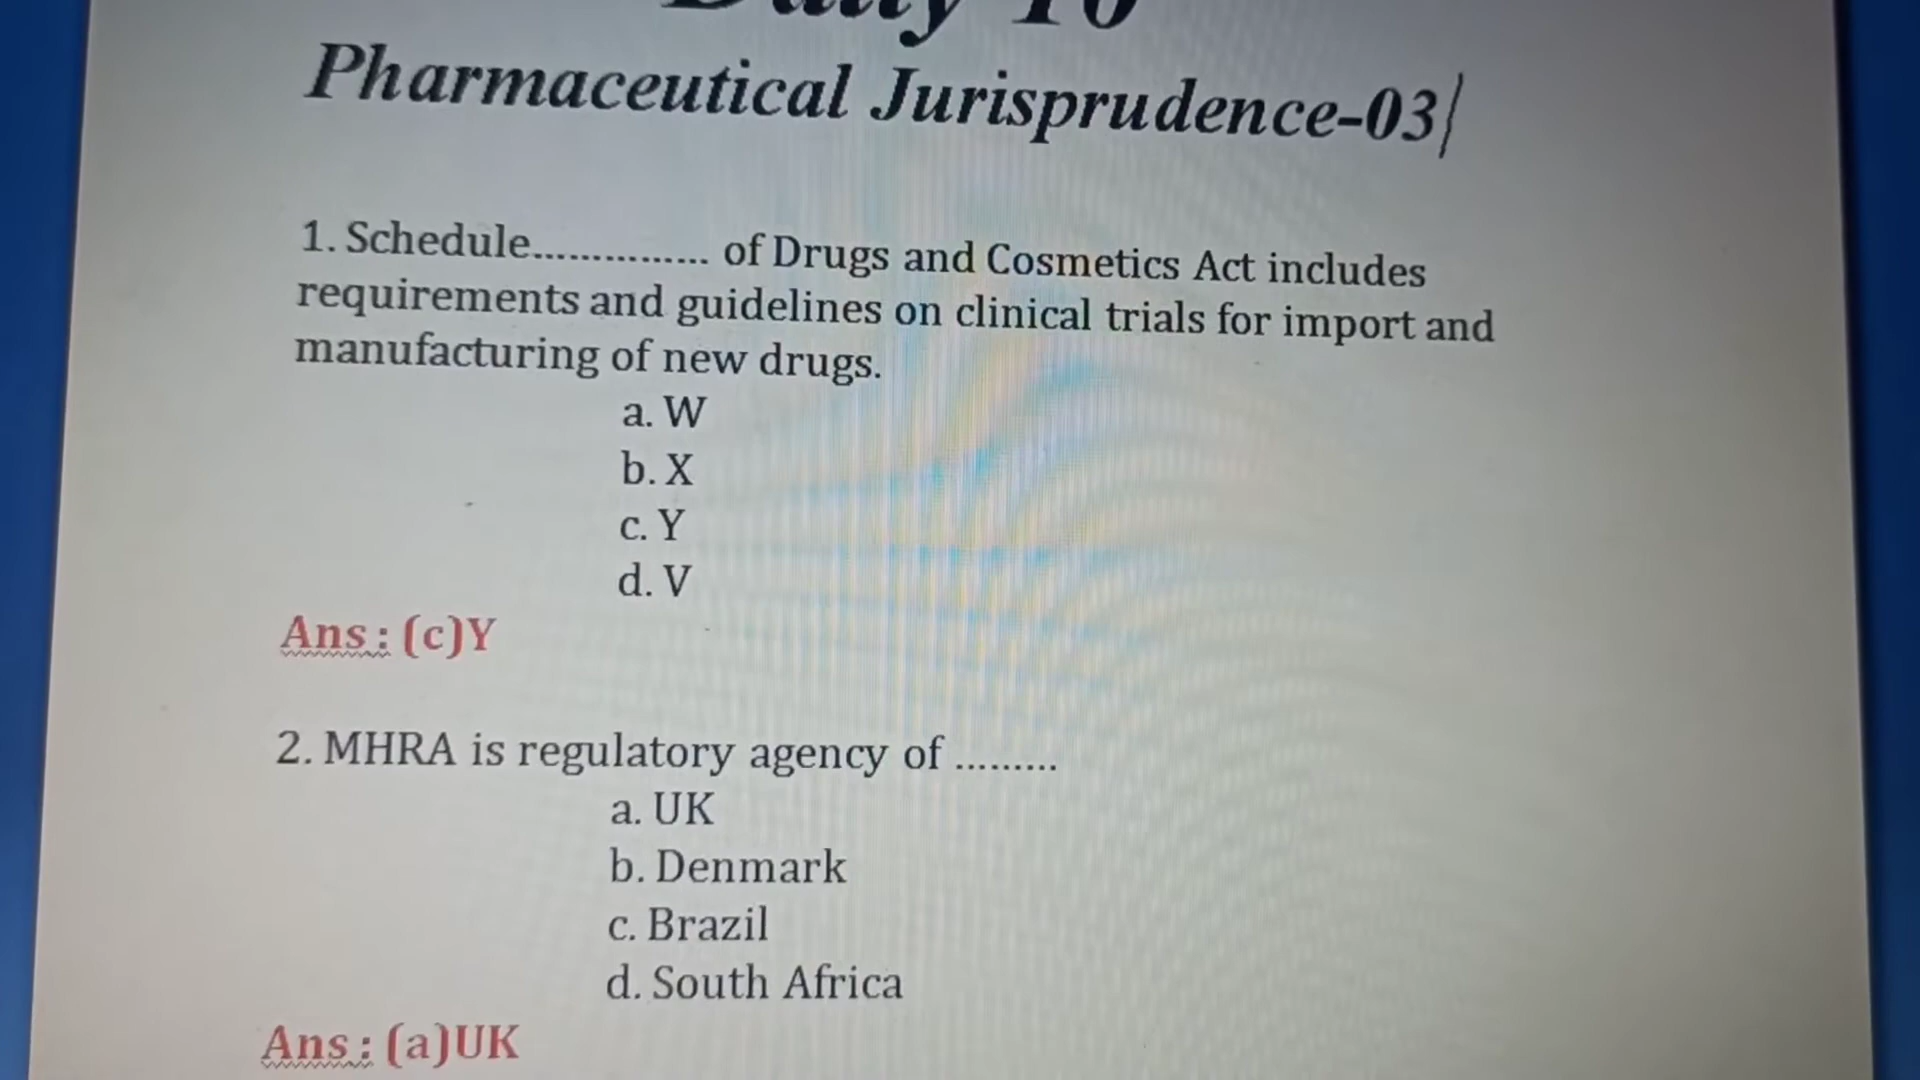 Daily 10
Pharmaceutical Jurisprudence-03
1. Schedule............... of Drugs and Cosmetics Act includes
requirements and guidelines on clinical trials for import and
manufacturing of new drugs.
a. W
b. X
c. Y
d. V
Ans : (c)Y
2. MHRA is regulatory agency of .........
a. UK
b. Denmark
c. Brazil
d. South Africa
Ans : (a)UK